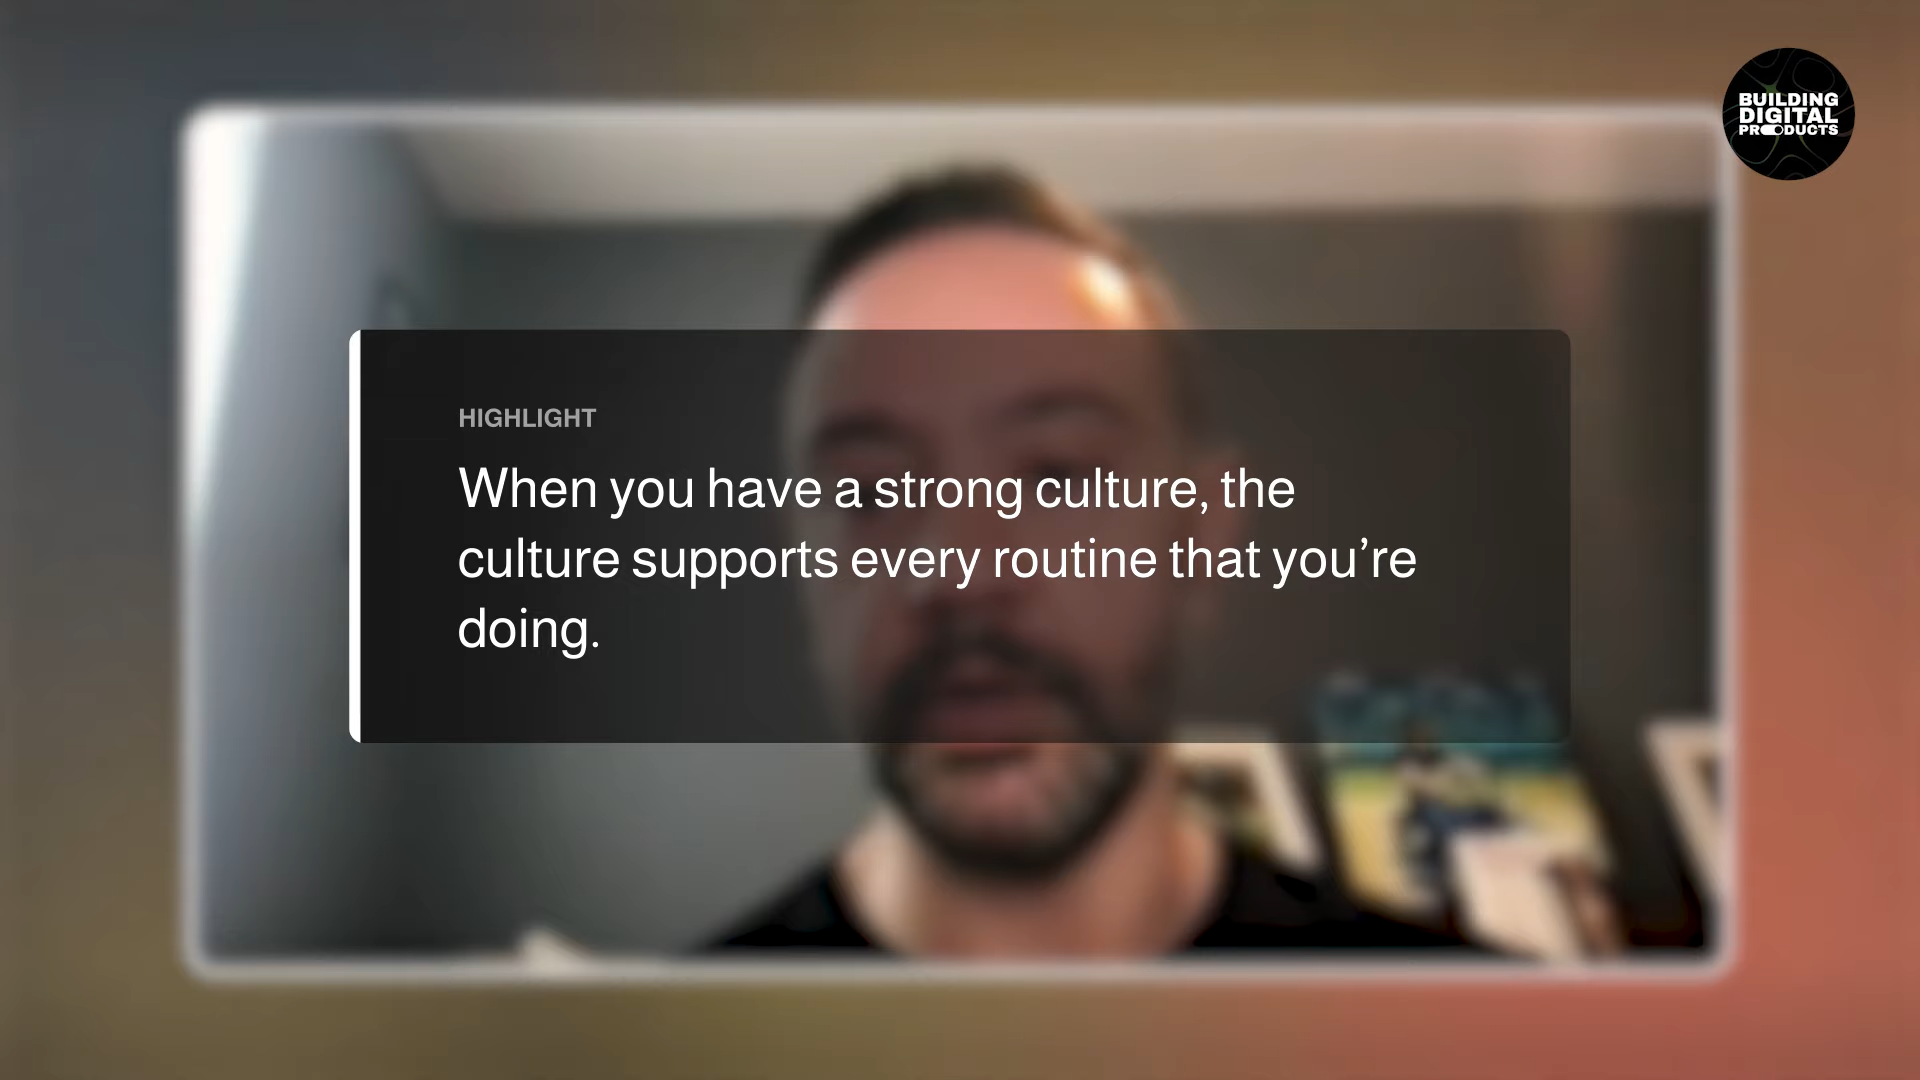 BUILDING
DIGITAL
PRODUCTS
HIGHLIGHT
When you have a strong culture, the
culture supports every routine that you’re
doing.